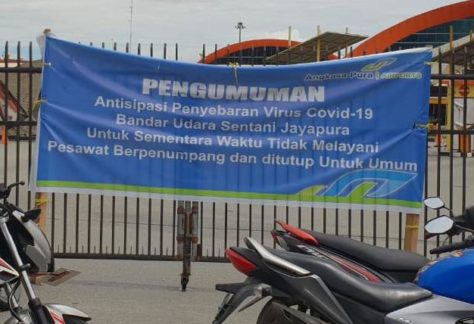 Angkasa Pura | AIRPORTS
PENGUMUMAN
Antisipasi Penyebaran Virus Covid-19
Bandar Udara Sentani Jayapura
Untuk Sementara Waktu Tidak Melayani
Pesawat Berpenumpang dan ditutup Untuk Umum